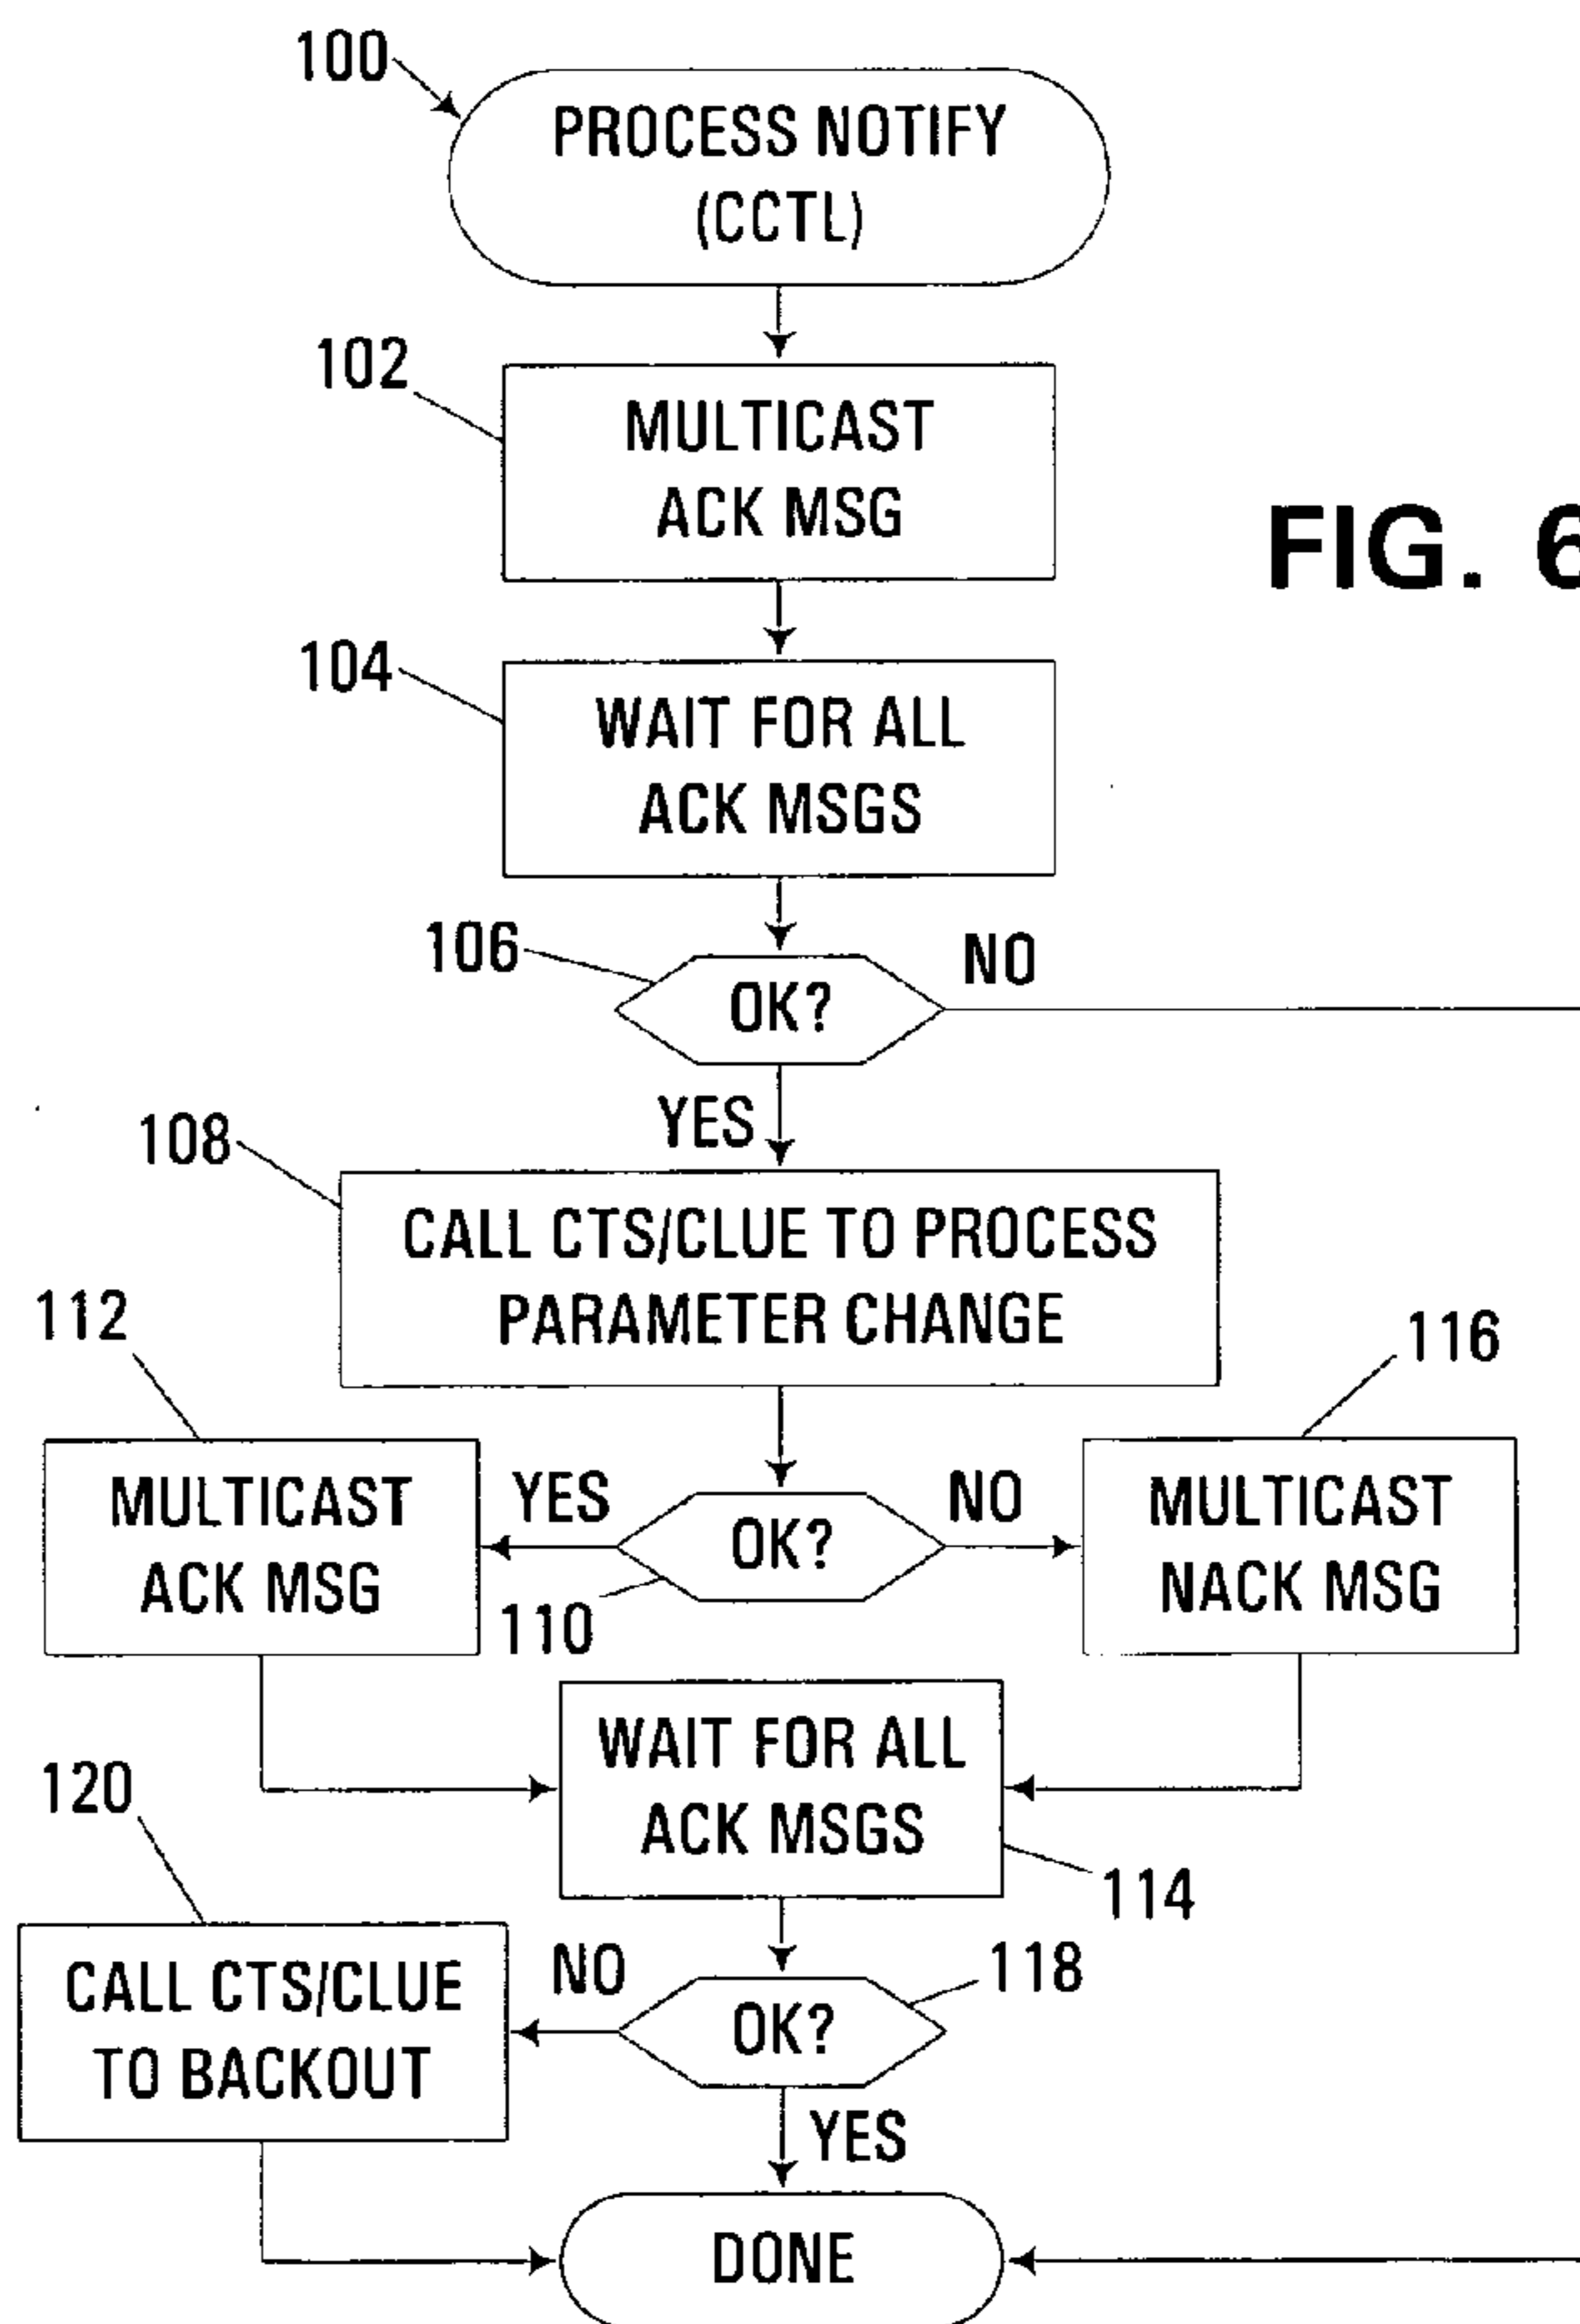 100
PROCESS NOTIFY
(CCTL)
102
MULTICAST
ACK MSG
FIG. 6
104
WAIT FOR ALL
ACK MSGS
106
OK?
NO
YES
108
CALL CTS/CLUE TO PROCESS
PARAMETER CHANGE
112
116
MULTICAST
ACK MSG
YES
OK?
NO
MULTICAST
NACK MSG
110
WAIT FOR ALL
ACK MSGS
114
120
118
CALL CTS/CLUE
TO BACKOUT
NO
OK?
YES
DONE